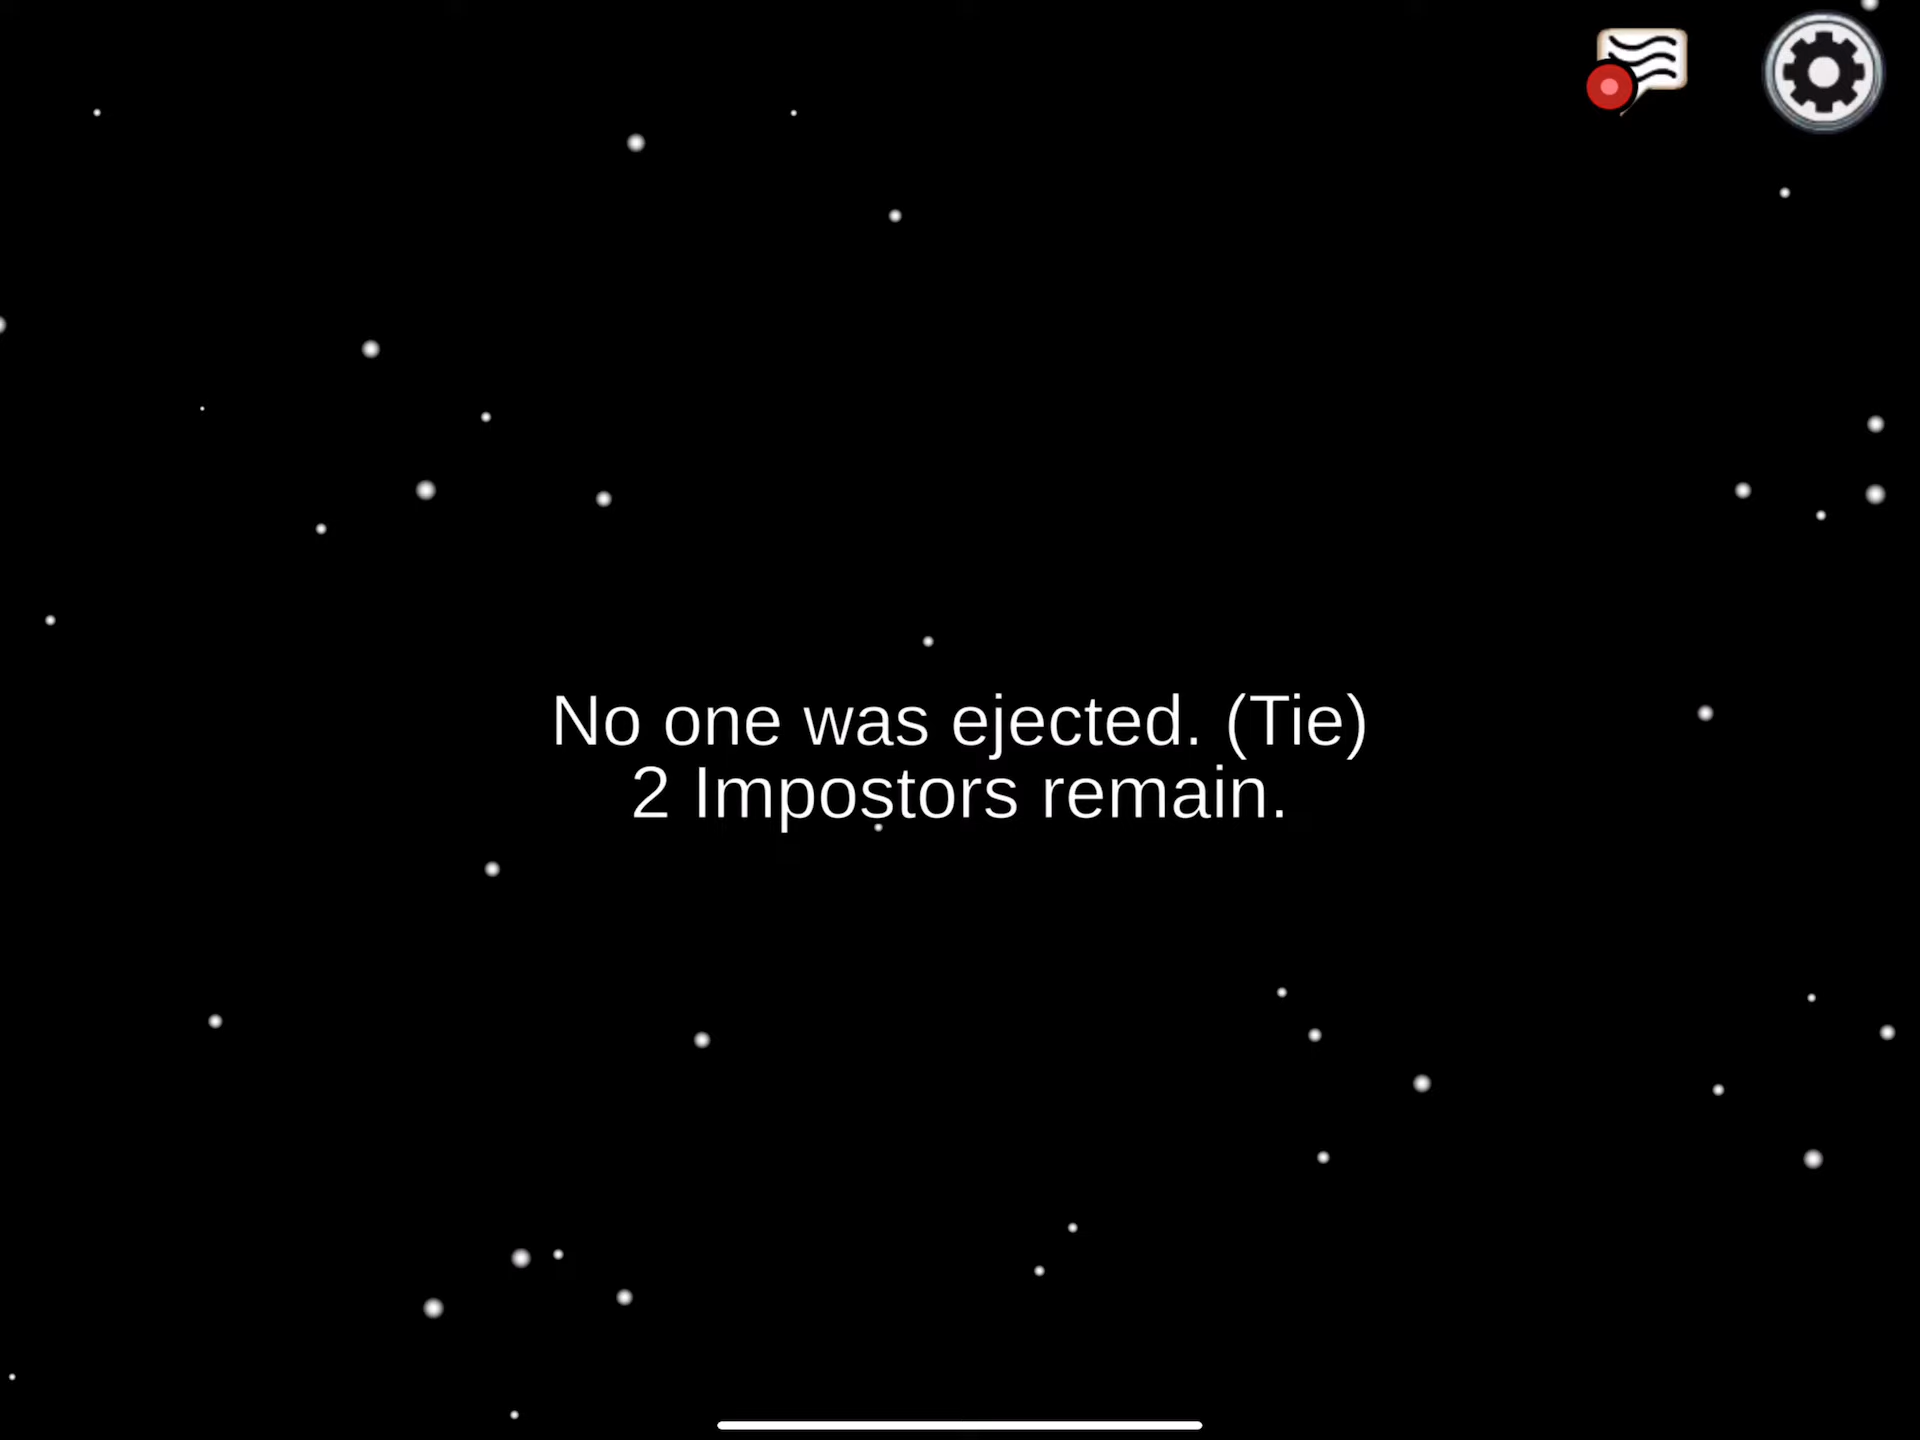 No one was ejected. (Tie)
2 Impostors remain.